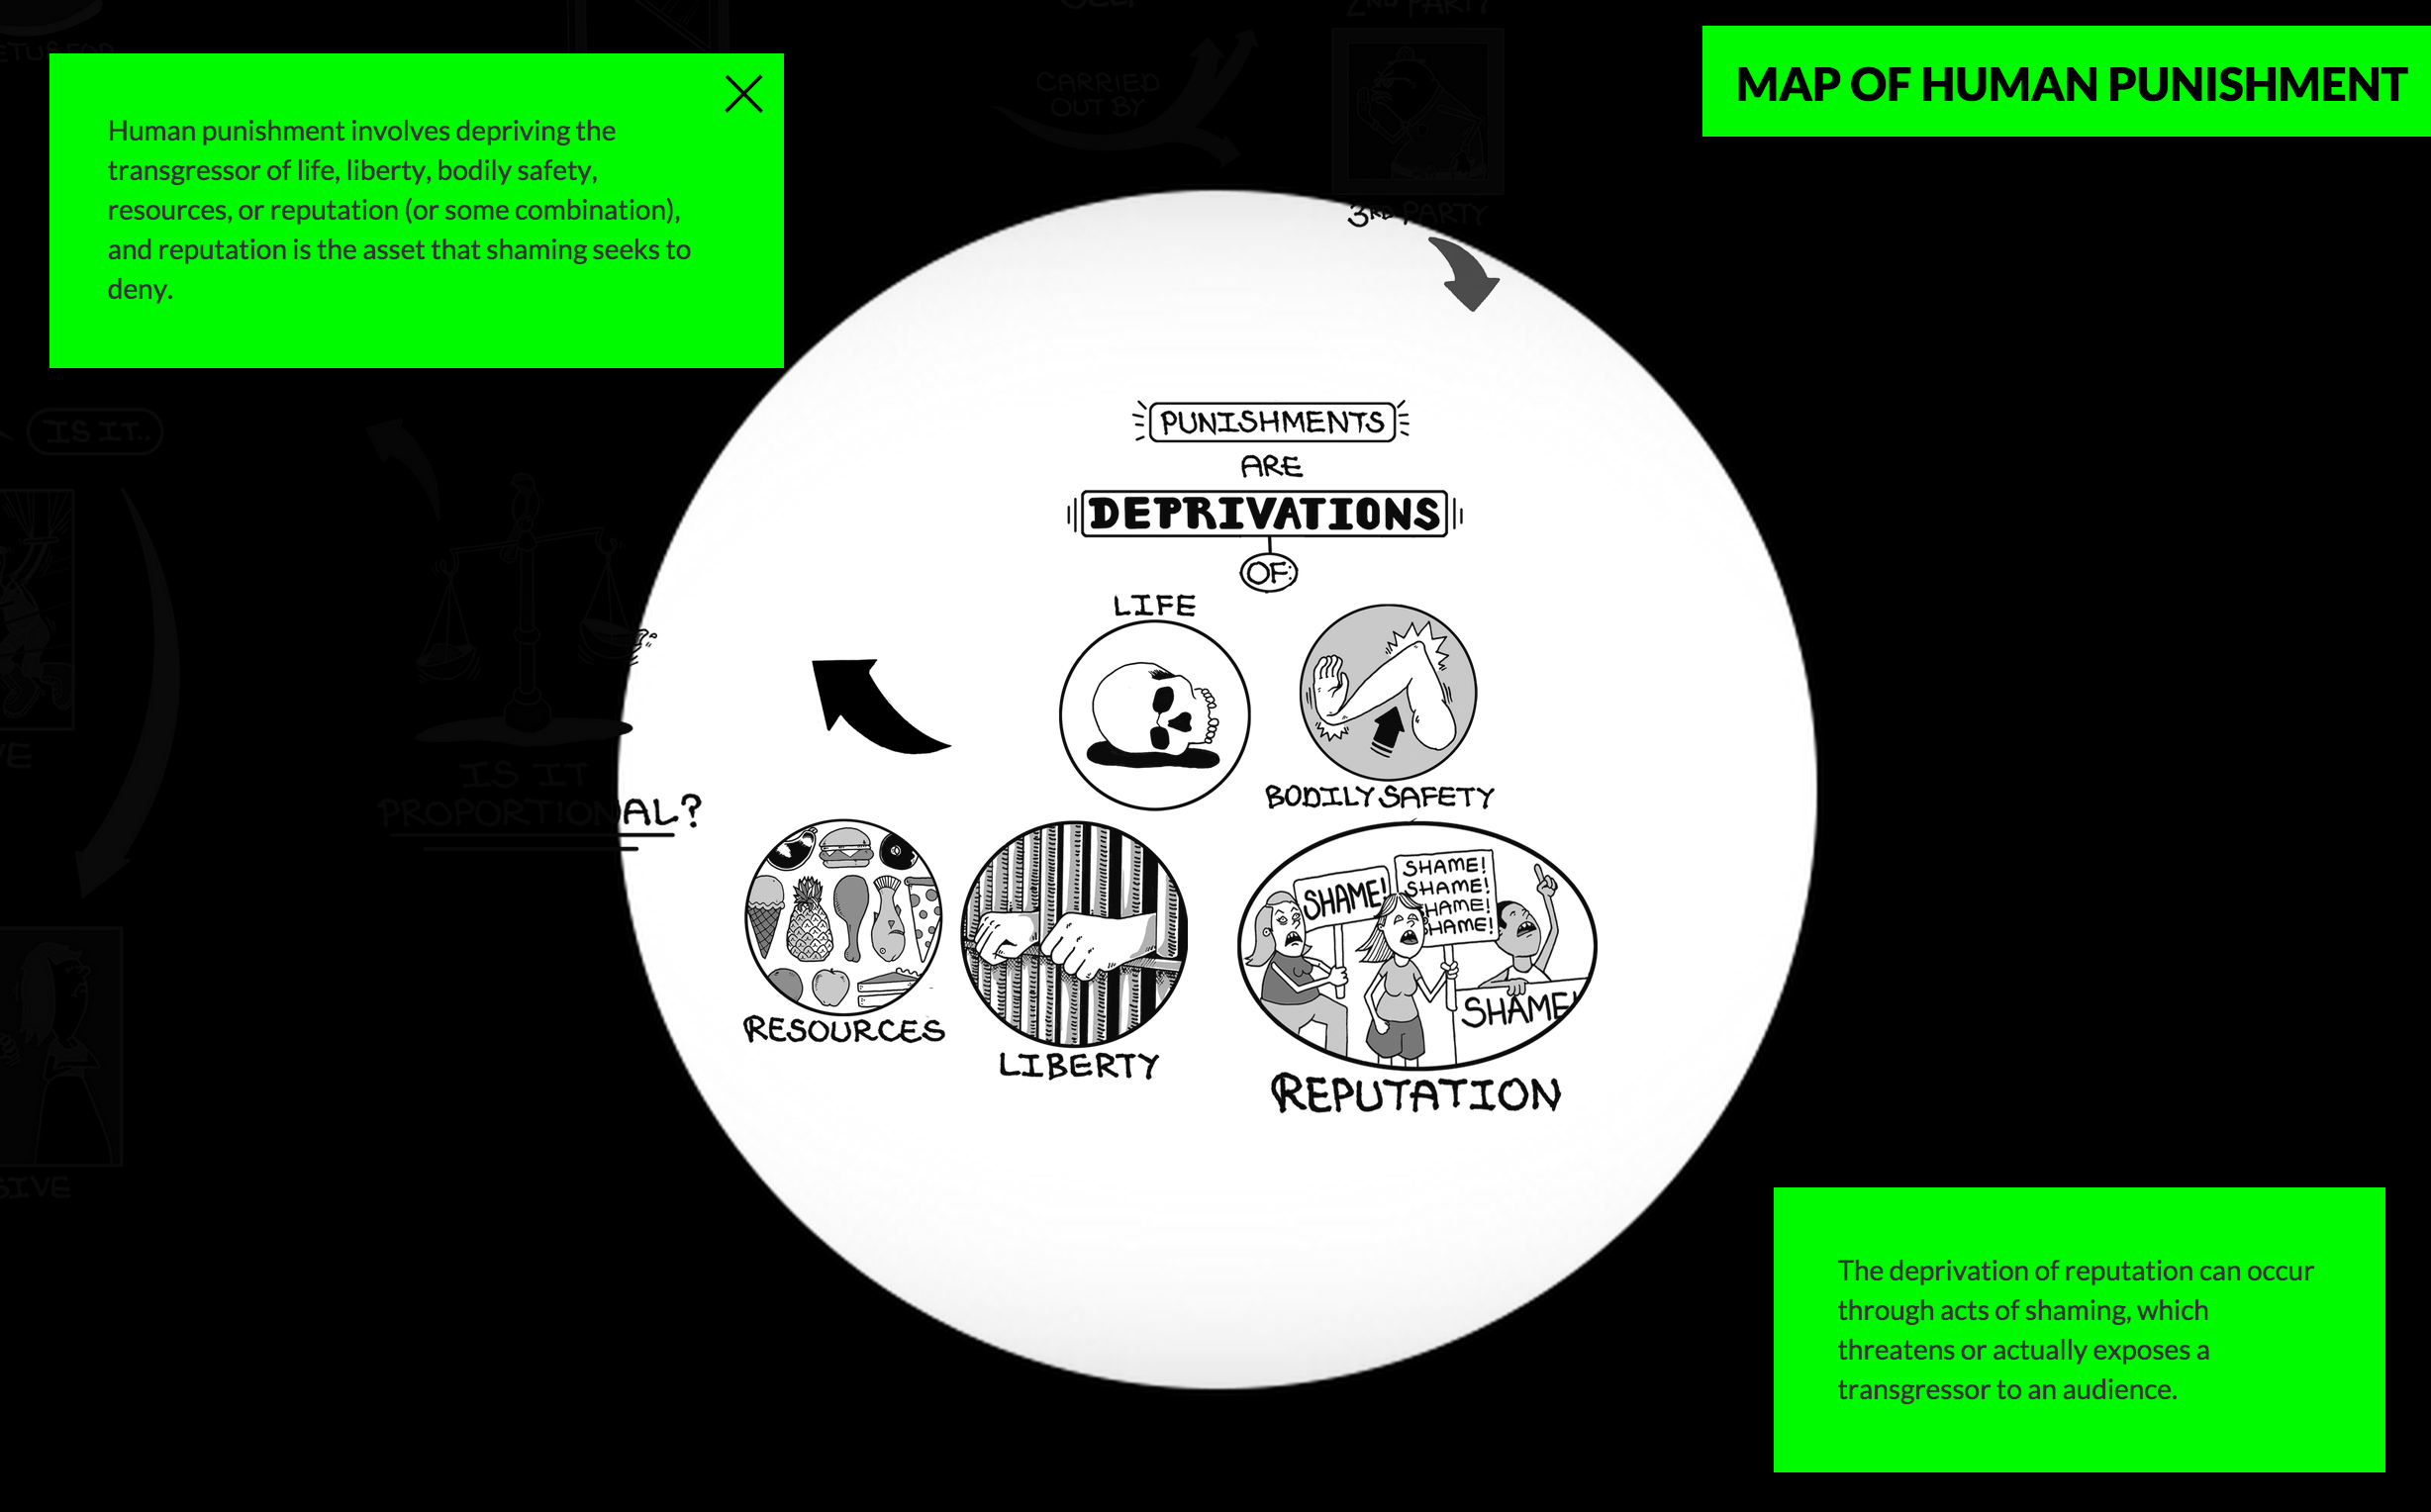 MAP OF HUMAN PUNISHMENT
Human punishment involves depriving the
transgressor of life, liberty, bodily safety,
resources, or reputation (or some combination),
and reputation is the asset that shaming seeks to
deny.
2ND PARTY
CARRIED
OUT BY
3RD PARTY
IS IT..
PUNISHMENTS
ARE
DEPRIVATIONS
OF:
LIFE
BODILY SAFETY
IS IT
PROPORTIONAL?
SHAME!
SHAME!
SHAME!
SHAME!
SHAME!
SHAME!
RESOURCES
LIBERTY
REPUTATION
The deprivation of reputation can occur
through acts of shaming, which
threatens or actually exposes a
transgressor to an audience.